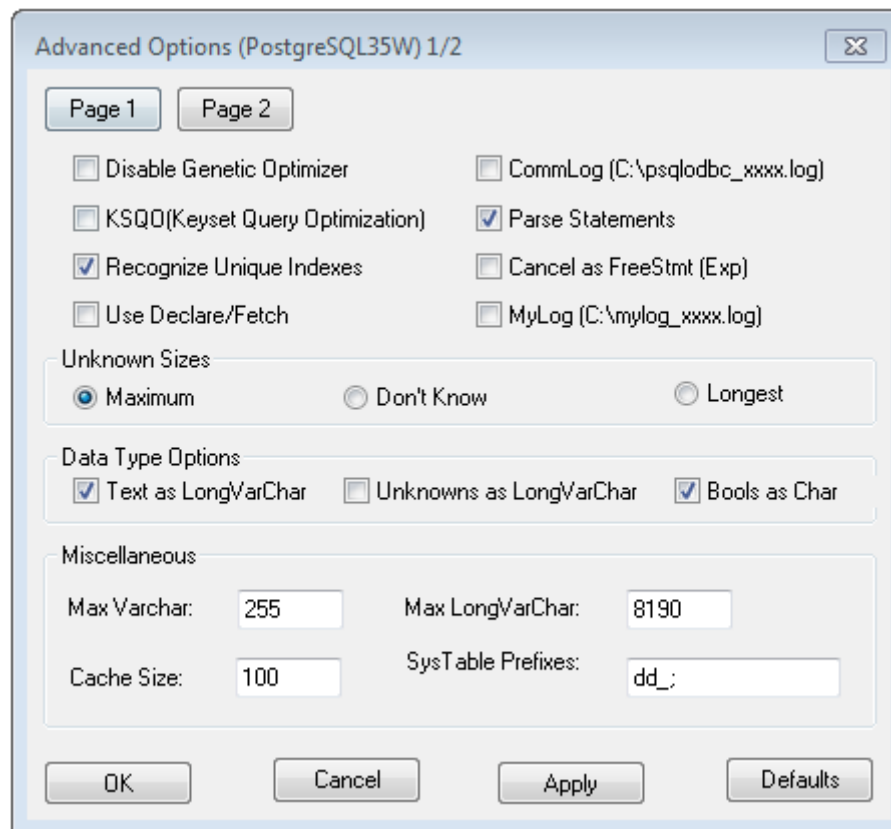 Advanced Options (PostgreSQL35W) 1/2
Page 1 Page 2
Disable Genetic Optimizer CommLog (C:\psqlodbc_xxxx.log)
KSQO(Keyset Query Optimization) Parse Statements
Recognize Unique Indexes Cancel as FreeStmt (Exp)
Use Declare/Fetch MyLog (C:\mylog_xxxx.log)
Unknown Sizes
Maximum Don't Know Longest
Data Type Options
Text as LongVarChar Unknowns as LongVarChar Bools as Char
Miscellaneous
Max Varchar: 255 Max LongVarChar: 8190
Cache Size: 100 SysTable Prefixes: dd_;
OK Cancel Apply Defaults